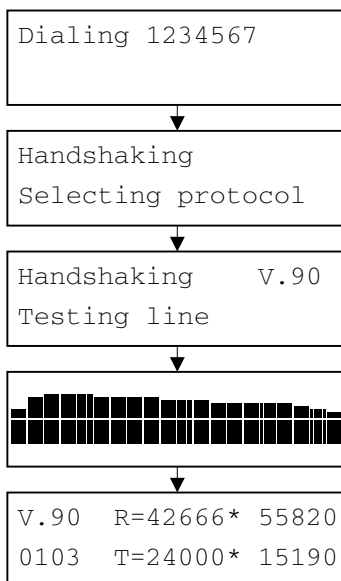 Dialing 1234567
Handshaking
Selecting protocol
Handshaking V.90
Testing line
V.90 R=42666* 55820
0103 T=24000* 15190